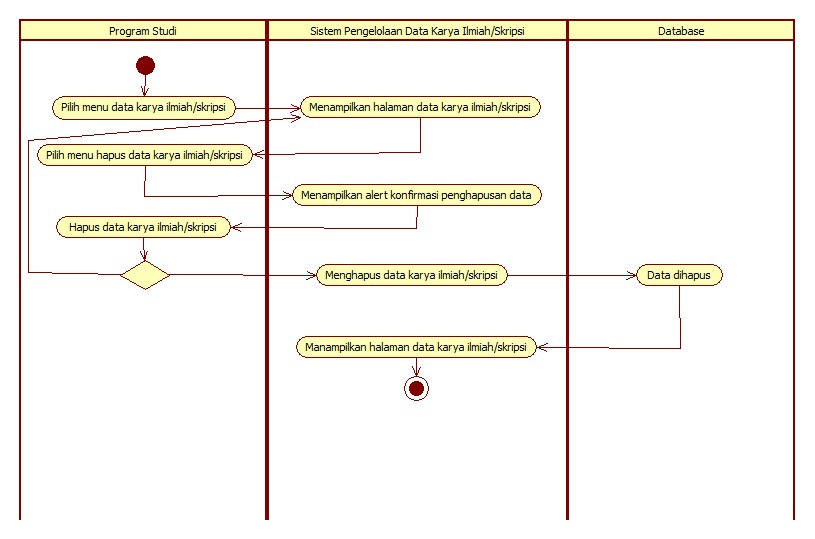 Program Studi
Sistem Pengelolaan Data Karya Ilmiah/Skripsi
Database
Pilih menu data karya ilmiah/skripsi
Menampilkan halaman data karya ilmiah/skripsi
Pilih menu hapus data karya ilmiah/skripsi
Menampilkan alert konfirmasi penghapusan data
Hapus data karya ilmiah/skripsi
Menghapus data karya ilmiah/skripsi
Data dihapus
Manampilkan halaman data karya ilmiah/skripsi